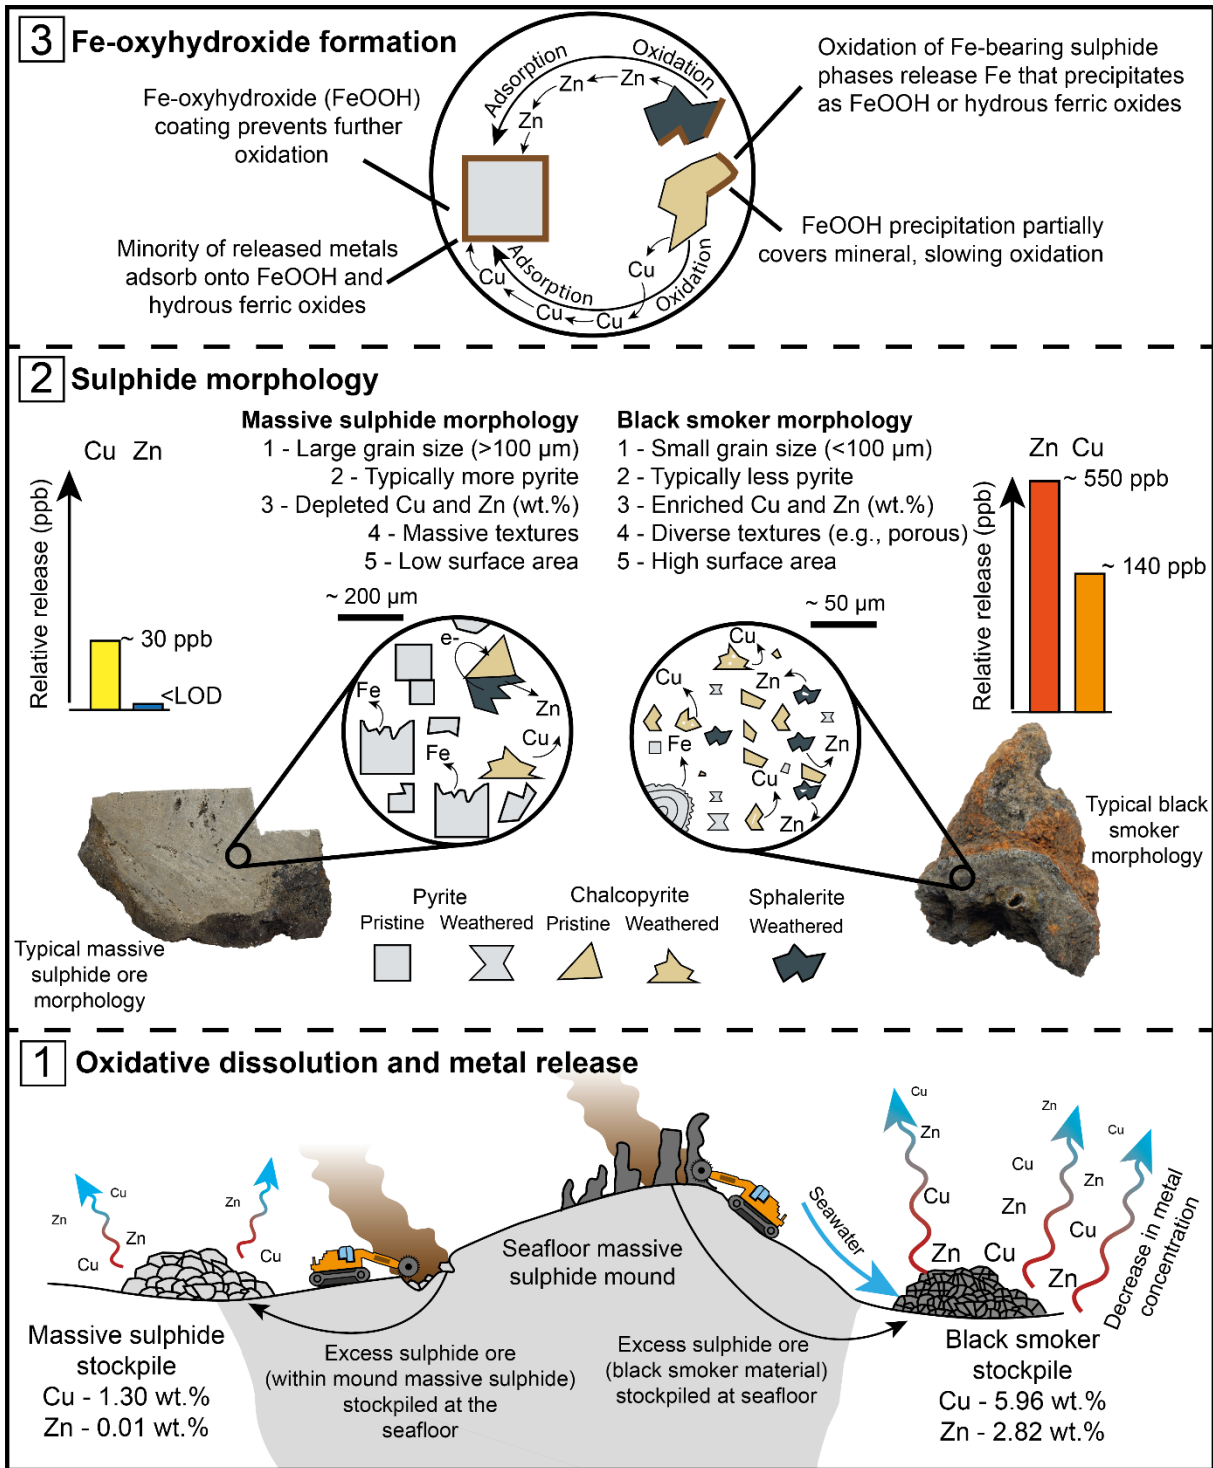 3 Fe-oxyhydroxide formation
Fe-oxyhydroxide (FeOOH)
coating prevents further
oxidation
Minority of released metals
adsorb onto FeOOH and
hydrous ferric oxides
Adsorption
Oxidation
Zn
Zn
Zn
Cu
Cu
Cu
Cu
Adsorption
Oxidation
Oxidation of Fe-bearing sulphide
phases release Fe that precipitates
as FeOOH or hydrous ferric oxides
FeOOH precipitation partially
covers mineral, slowing oxidation
2 Sulphide morphology
Massive sulphide morphology
1 - Large grain size (>100 µm)
2 - Typically more pyrite
3 - Depleted Cu and Zn (wt.%)
4 - Massive textures
5 - Low surface area
Black smoker morphology
1 - Small grain size (<100 µm)
2 - Typically less pyrite
3 - Enriched Cu and Zn (wt.%)
4 - Diverse textures (e.g., porous)
5 - High surface area
Cu Zn
Relative release (ppb)
~ 30 ppb
<LOD
Zn Cu
Relative release (ppb)
~ 550 ppb
~ 140 ppb
~ 200 µm
e-
Fe
Zn
Cu
Fe
~ 50 µm
Cu
Zn
Cu
Fe
Zn
Cu
Zn
Typical massive
sulphide ore
morphology
Typical black
smoker
morphology
Pyrite
Pristine Weathered
Chalcopyrite
Pristine Weathered
Sphalerite
Weathered
1 Oxidative dissolution and metal release
Cu
Zn
Zn
Cu
Zn
Cu
Seafloor massive
sulphide mound
Seawater
Cu
Zn
Cu
Zn
Zn
Cu
Zn
Zn
Cu
Cu
Cu
Zn
Decrease in metal
concentration
Massive sulphide
stockpile
Cu - 1.30 wt.%
Zn - 0.01 wt.%
Excess sulphide ore
(within mound massive sulphide)
stockpiled at the
seafloor
Excess sulphide ore
(black smoker material)
stockpiled at seafloor
Black smoker
stockpile
Cu - 5.96 wt.%
Zn - 2.82 wt.%